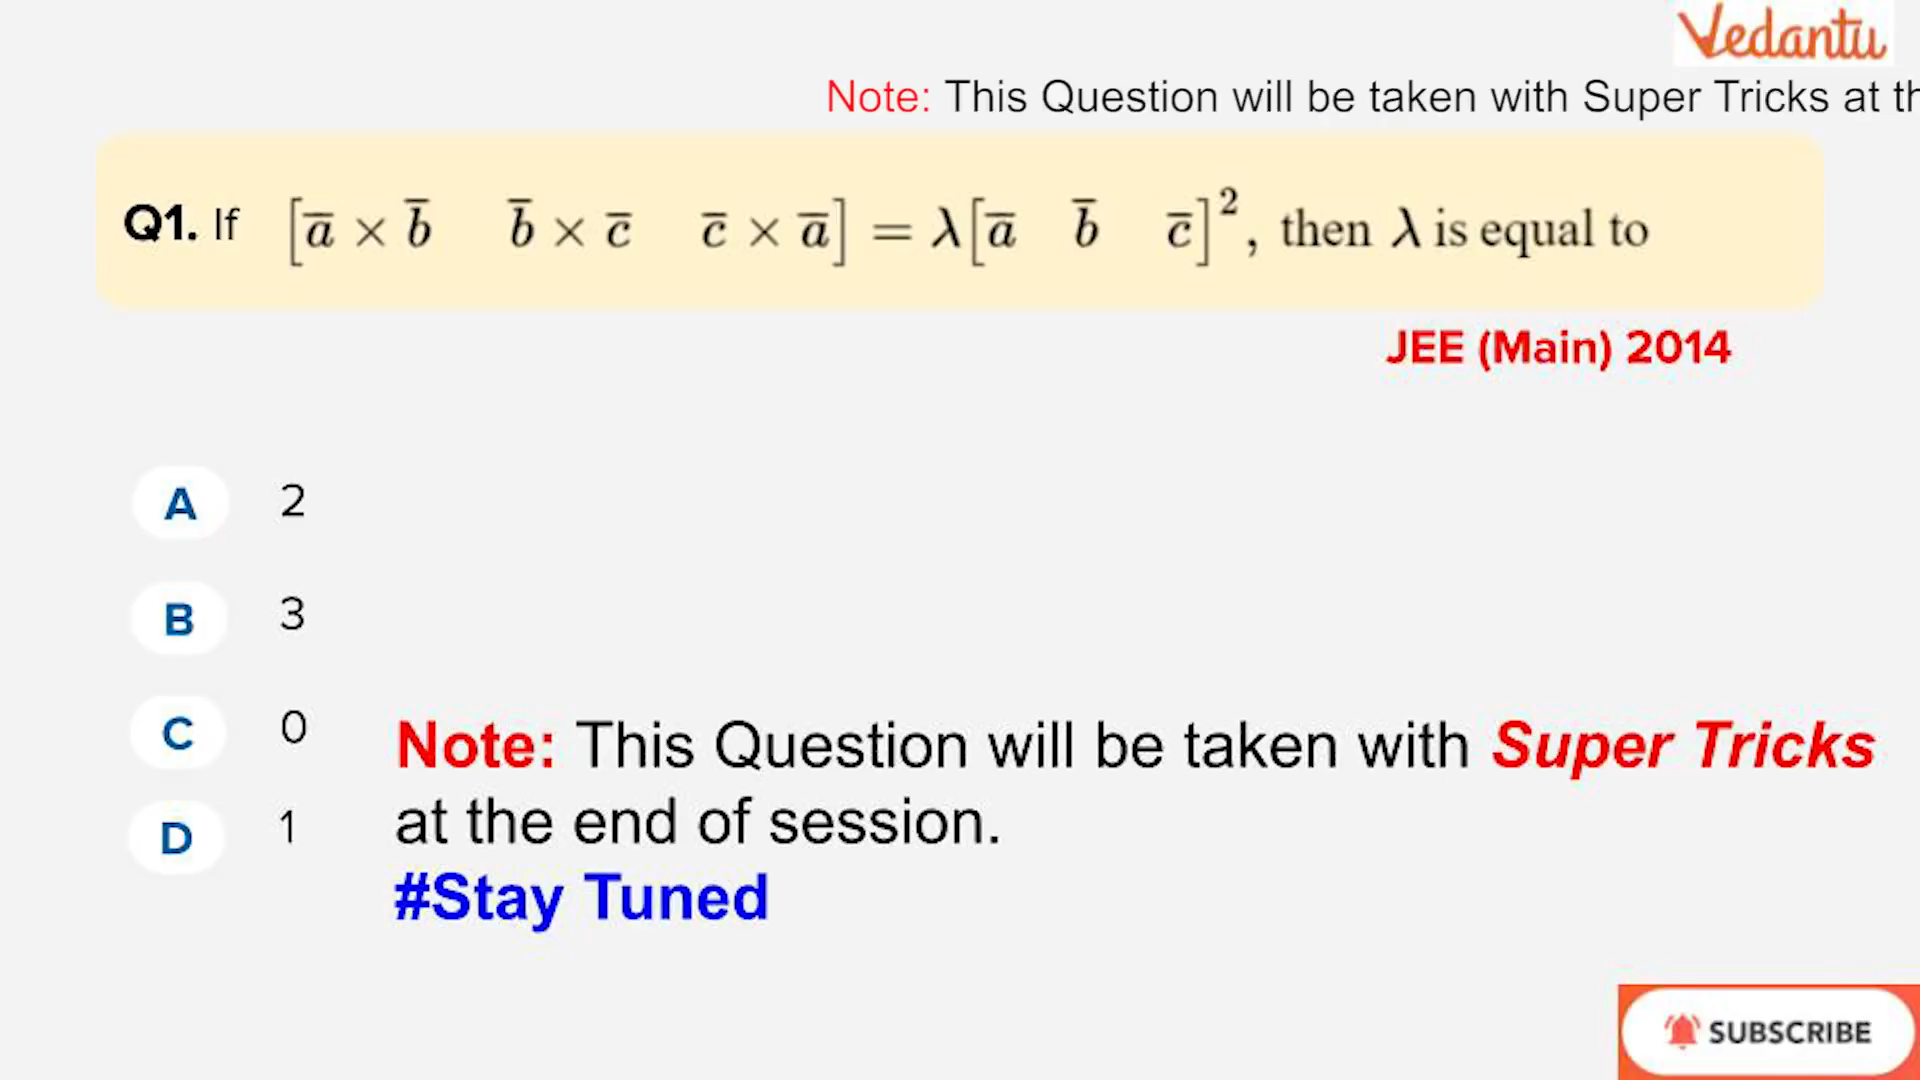 Vedantu
Note: This Question will be taken with Super Tricks at th
Q1. If [a̅ × b̅ b̅ × c̅ c̅ × a̅] = λ[a̅ b̅ c̅]², then λ is equal to
JEE (Main) 2014
A 2
B 3
C 0
D 1
Note: This Question will be taken with Super Tricks
at the end of session.
#Stay Tuned
SUBSCRIBE